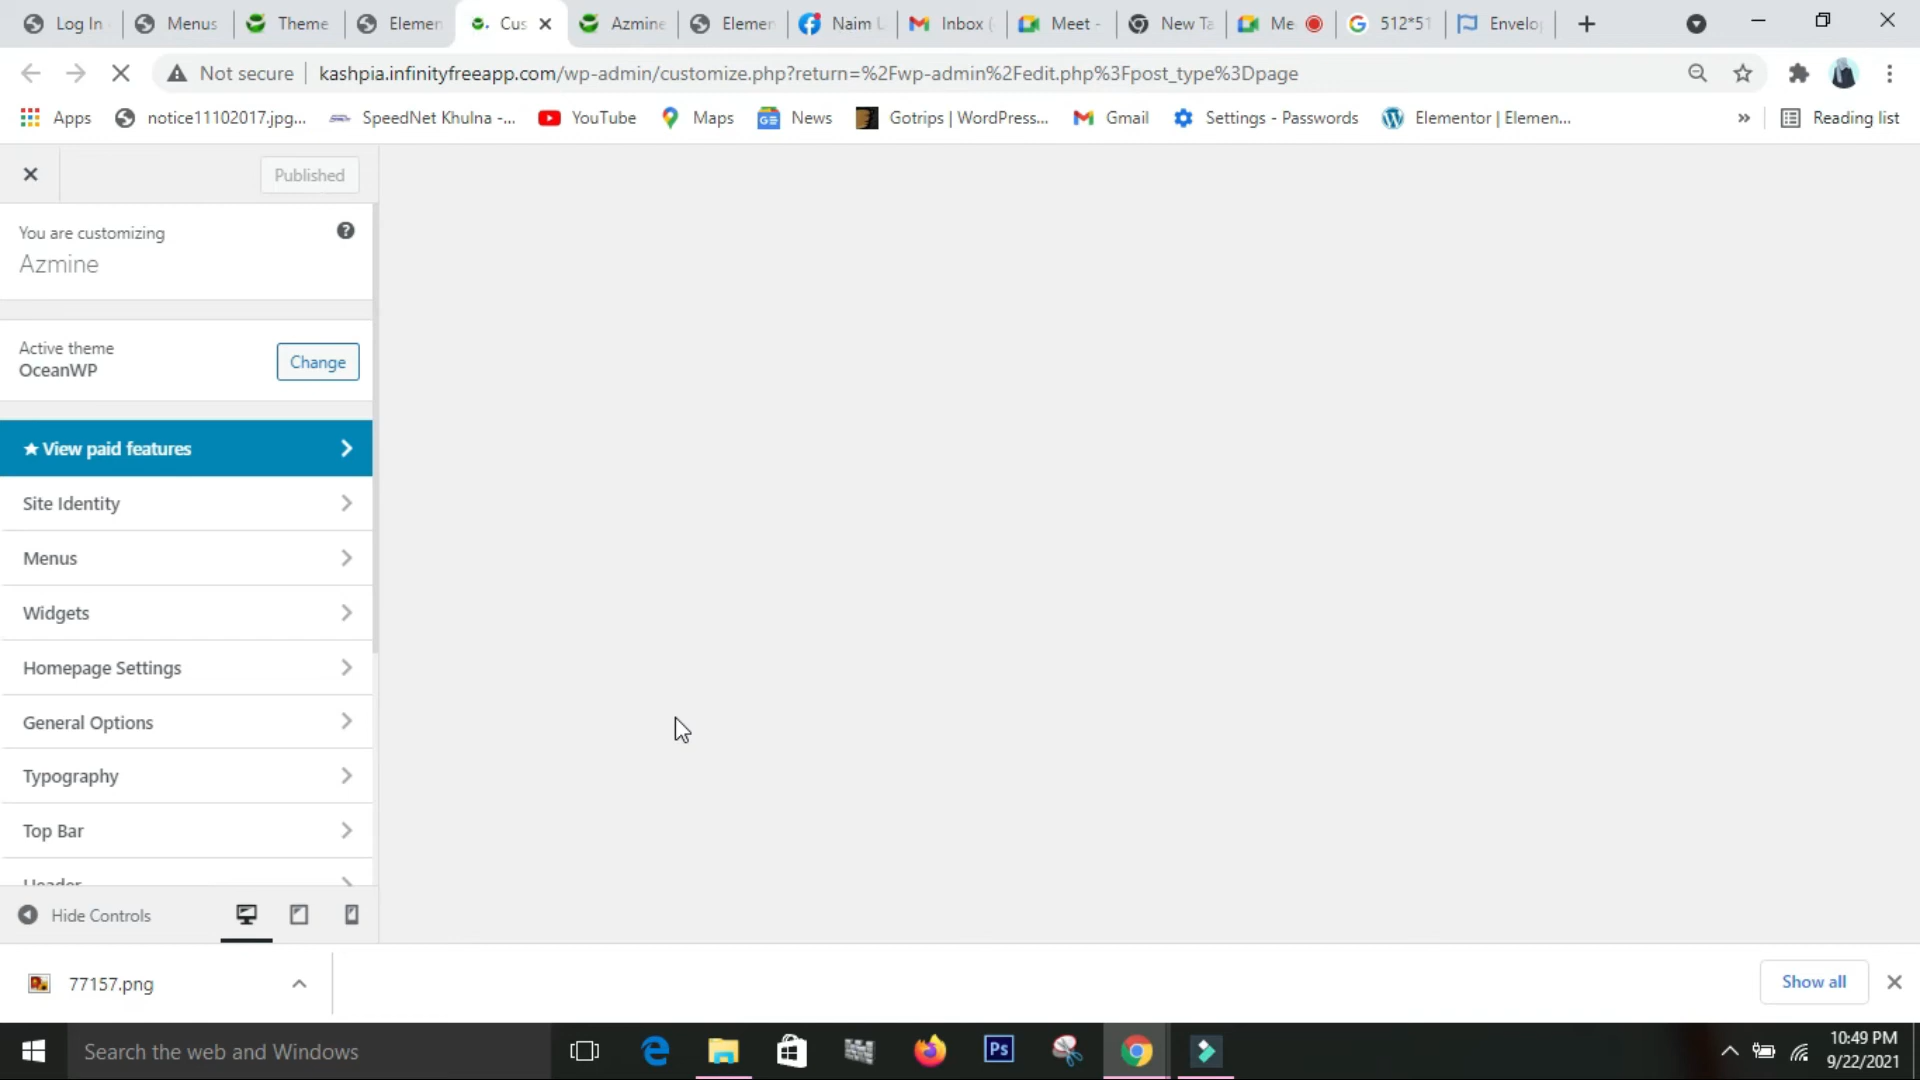 Log In
Menus
Theme
Elemen
Cus
Azmine
Elemen
Naim U
Inbox (
Meet -
New Ta
Me
512*51
Envelo
Not secure
kashpia.infinityfreeapp.com/wp-admin/customize.php?return=%2Fwp-admin%2Fedit.php%3Fpost_type%3Dpage
Apps
notice11102017.jpg...
SpeedNet Khulna -...
YouTube
Maps
News
Gotrips | WordPress...
Gmail
Settings - Passwords
Elementor | Elemen...
»
Reading list
Published
You are customizing
Azmine
Active theme
OceanWP
Change
★ View paid features
Site Identity
Menus
Widgets
Homepage Settings
General Options
Typography
Top Bar
Header
Hide Controls
77157.png
Show all
Search the web and Windows
Ps
10:49 PM
9/22/2021